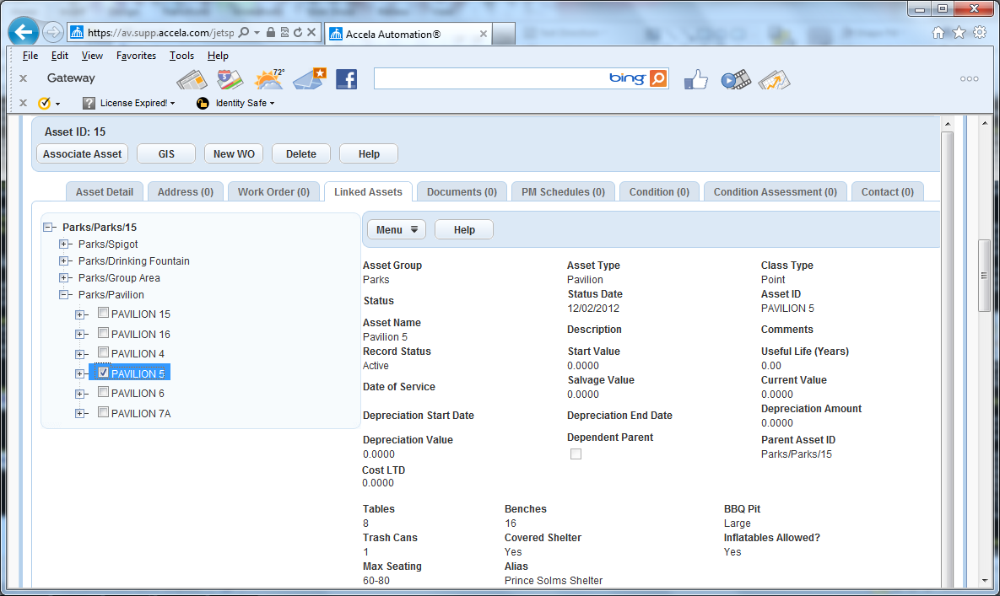 https://av.supp.accela.com/jetsp
Accela Automation®
File Edit View Favorites Tools Help
Gateway
72°
bing
License Expired! Identity Safe
Asset ID: 15
Associate Asset GIS New WO Delete Help
Asset Detail Address (0) Work Order (0) Linked Assets Documents (0) PM Schedules (0) Condition (0) Condition Assessment (0) Contact (0)
Parks/Parks/15
Parks/Spigot
Parks/Drinking Fountain
Parks/Group Area
Parks/Pavilion
PAVILION 15
PAVILION 16
PAVILION 4
PAVILION 5
PAVILION 6
PAVILION 7A
Menu Help
Asset Group Asset Type Class Type
Parks Pavilion Point
Status Status Date Asset ID
12/02/2012 PAVILION 5
Asset Name Description Comments
Pavilion 5
Record Status Start Value Useful Life (Years)
Active 0.0000 0.00
Date of Service Salvage Value Current Value
0.0000 0.0000
Depreciation Start Date Depreciation End Date Depreciation Amount
0.0000
Depreciation Value Dependent Parent Parent Asset ID
0.0000 Parks/Parks/15
Cost LTD
0.0000
Tables Benches BBQ Pit
8 16 Large
Trash Cans Covered Shelter Inflatables Allowed?
1 Yes Yes
Max Seating Alias
60-80 Prince Solms Shelter